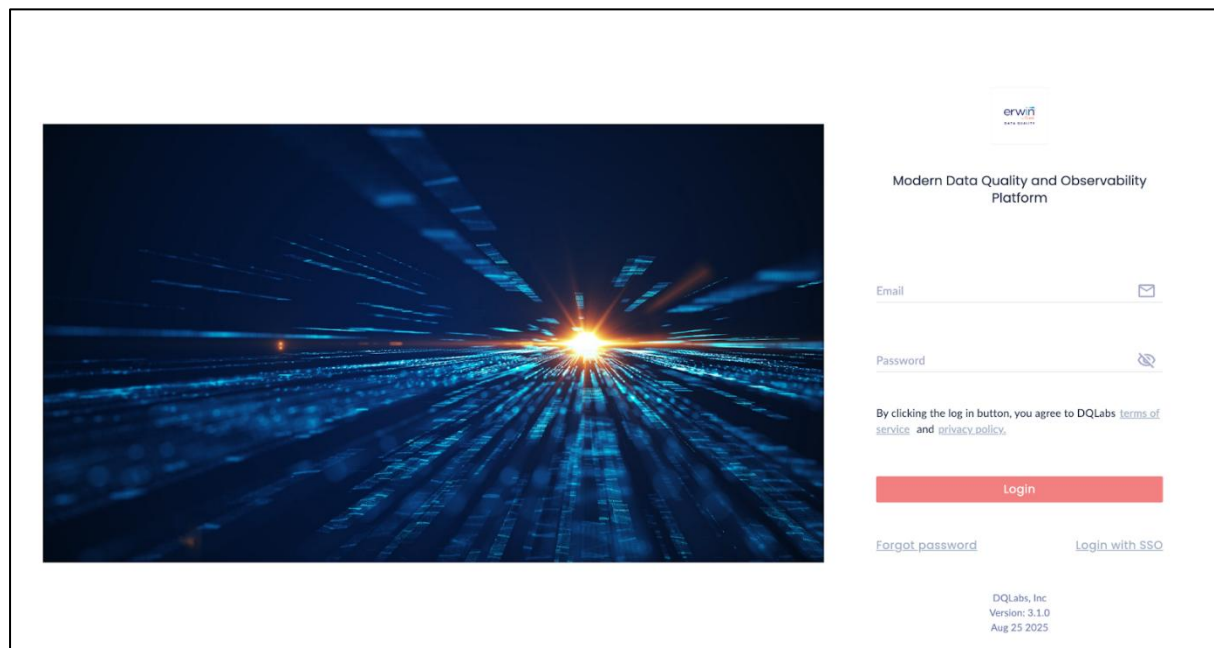 erwin
DATA QUALITY
Modern Data Quality and Observability
Platform
Email
Password
By clicking the log in button, you agree to DQLabs terms of
service and privacy policy.
Login
Forgot password
Login with SSO
DQLabs, Inc
Version: 3.1.0
Aug 25 2025